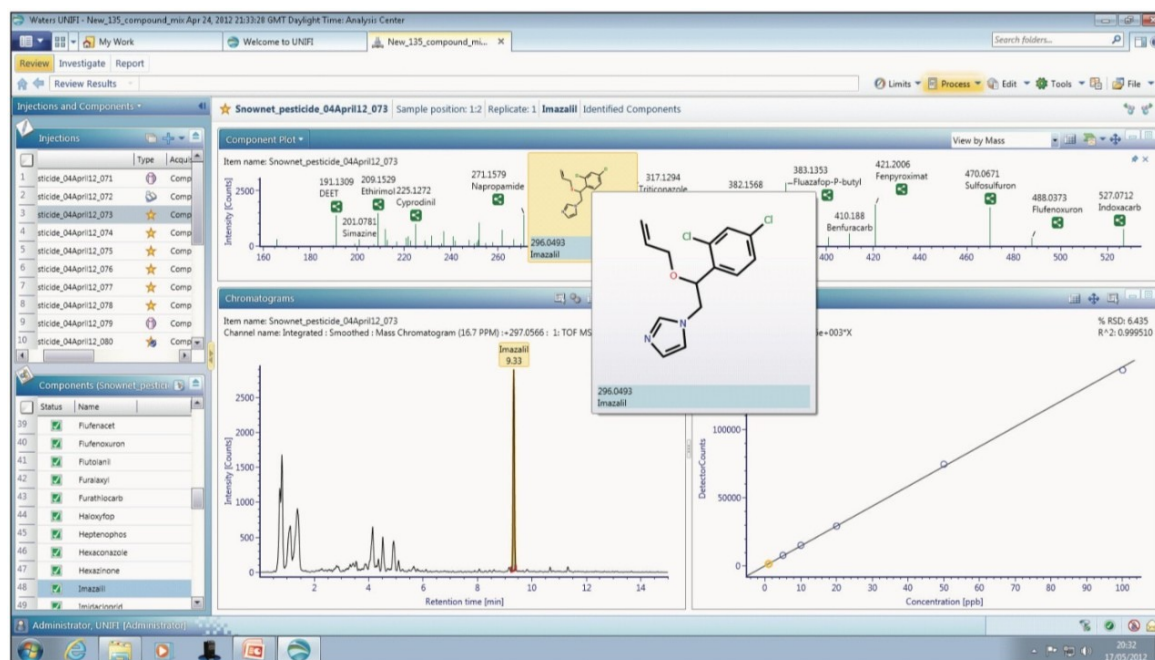 Waters UNIFI - New_135_compound_mix Apr 24, 2012 21:33:28 GMT Daylight Time: Analysis Center
My Work
Welcome to UNIFI
New_135_compound_mi...
Search folders...
Review Investigate Report
Review Results
Limits Process Edit Tools File
Injections and Components
Snownet_pesticide_04April12_073 Sample position: 1:2 Replicate: 1 Imazalil Identified Components
Injections
Type Acquis
1 sticide_04April12_071 Comp
2 sticide_04April12_072 Comp
3 sticide_04April12_073 Comp
4 sticide_04April12_074 Comp
5 sticide_04April12_075 Comp
6 sticide_04April12_076 Comp
7 sticide_04April12_077 Comp
8 sticide_04April12_078 Comp
9 sticide_04April12_079 Comp
10 sticide_04April12_080 Comp
Components (Snownet_pestic
Status Name
39 Flufenacet
40 Flufenoxuron
41 Flutolanil
42 Furalaxyl
43 Furathiocarb
44 Haloxyfop
45 Heptenophos
46 Hexaconazole
47 Hexazinone
48 Imazalil
49 Imidacloprid
Component Plot
View by Mass
Item name: Snownet_pesticide_04April12_073
Intensity [Counts]
2500
0
191.1309
DEET
201.0781
Simazine
209.1529
Ethirimol
225.1272
Cyprodinil
271.1579
Napropamide
296.0493
Imazalil
317.1294
Triticonazole
382.1568
383.1353
Fluazafop-P-butyl
410.188
Benfuracarb
421.2006
Fenpyroximat
470.0671
Sulfosulfuron
488.0373
Flufenoxuron
527.0712
Indoxacarb
160 180 200 220 240 260 400 420 440 460 480 500 520
Cl
Cl
O
N
N
296.0493
Imazalil
Chromatograms
Item name: Snownet_pesticide_04April12_073
Channel name: Integrated : Smoothed : Mass Chromatogram (16.7 PPM) :+297.0566 : 1: TOF MS
Imazalil
9.33
Intensity [Counts]
2500
2000
1500
1000
500
0
2 4 6 8 10 12 14
Retention time [min]
e+003*X
% RSD: 6.435
R^2: 0.999510
DetectorCounts
100000
50000
0
0 10 20 30 40 50 60 70 80 90 100
Concentration [ppb]
Administrator, UNIFI [Administrator]
20:32
17/05/2012